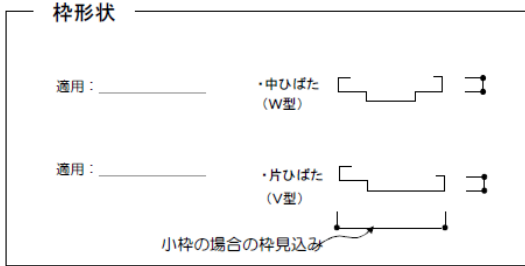 枠形状
適用：
・中ひばた
（W型）
適用：
・片ひばた
（V型）
小枠の場合の枠見込み